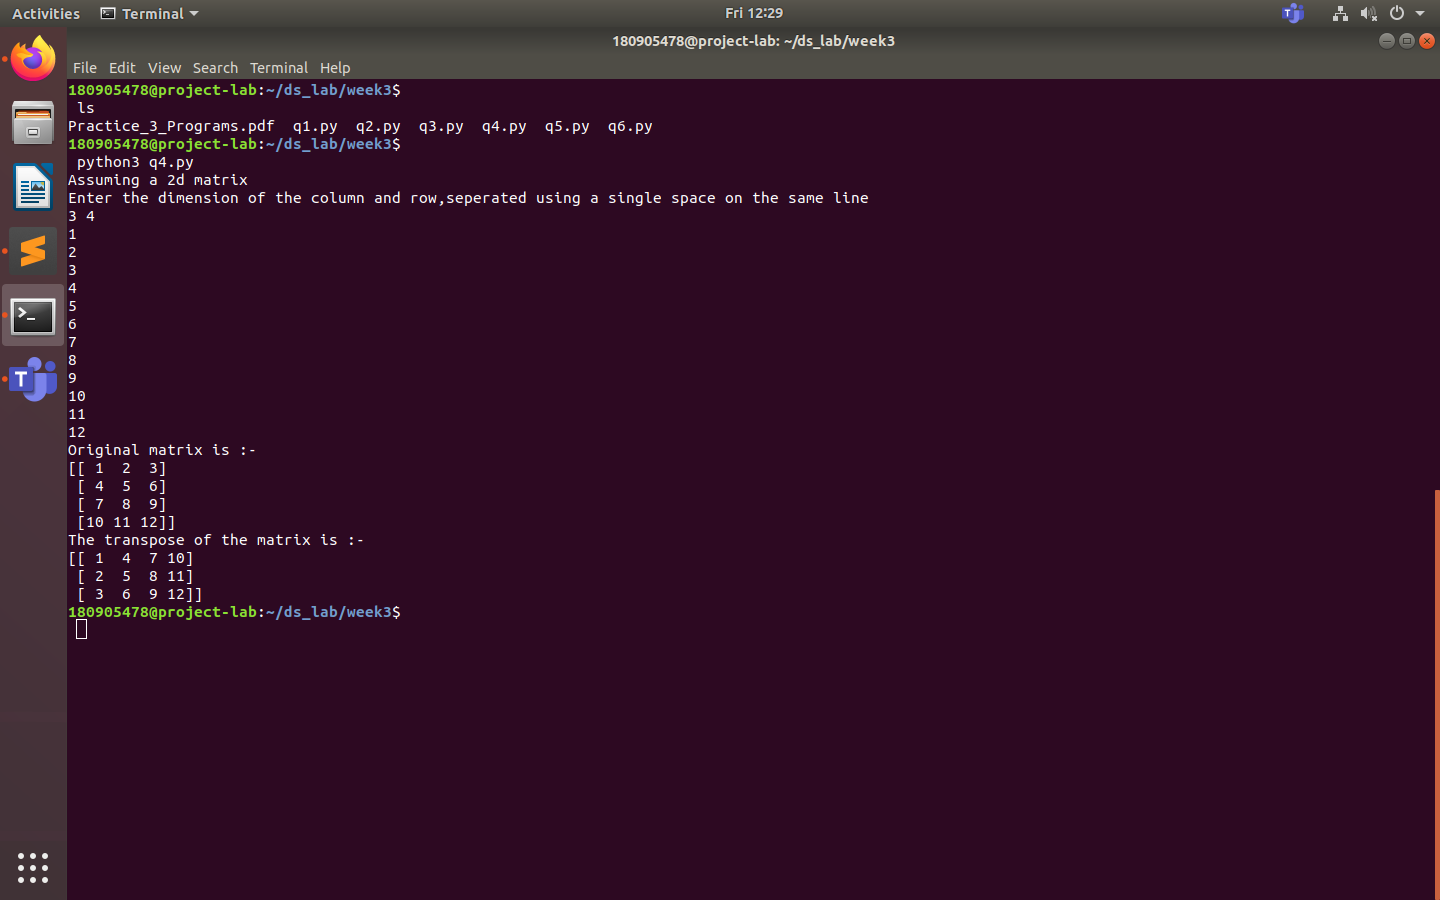 Activities Terminal Fri 12:29
180905478@project-lab: ~/ds_lab/week3
File Edit View Search Terminal Help
180905478@project-lab:~/ds_lab/week3$
ls
Practice_3_Programs.pdf q1.py q2.py q3.py q4.py q5.py q6.py
180905478@project-lab:~/ds_lab/week3$
python3 q4.py
Assuming a 2d matrix
Enter the dimension of the column and row,seperated using a single space on the same line
3 4
1
2
3
4
5
6
7
8
9
10
11
12
Original matrix is :-
[[ 1  2  3]
 [ 4  5  6]
 [ 7  8  9]
 [10 11 12]]
The transpose of the matrix is :-
[[ 1  4  7 10]
 [ 2  5  8 11]
 [ 3  6  9 12]]
180905478@project-lab:~/ds_lab/week3$